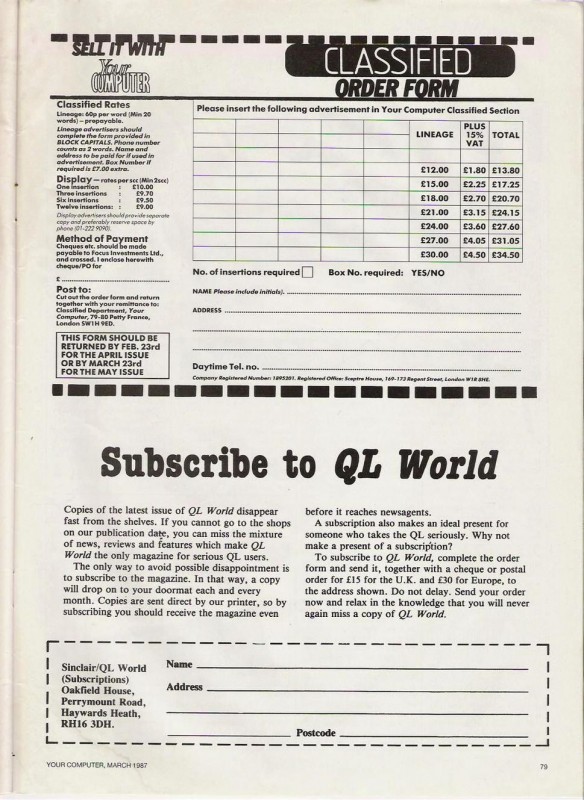 SELL IT WITH
Your
COMPUTER
CLASSIFIED
ORDER FORM
Classified Rates
Lineage: 60p per word (Min 20
words) – prepayable.
Lineage advertisers should
complete the form provided in
BLOCK CAPITALS. Phone number
counts as 2 words. Name and
address to be paid for if used in
advertisement. Box Number if
required is £7.00 extra.
Display – rates per scc (Min 2scc)
One insertion : £10.00
Three insertions : £9.70
Six insertions : £9.50
Twelve insertions: : £9.00
Display advertisers should provide separate
copy and preferably reserve space by
phone (01-222 9090).
Method of Payment
Cheques etc. should be made
payable to Focus Investments Ltd.,
and crossed. I enclose herewith
cheque/PO for
£
Post to:
Cut out the order form and return
together with your remittance to:
Classified Department, Your
Computer, 79-80 Petty France,
London SW1H 9ED.
THIS FORM SHOULD BE
RETURNED BY FEB. 23rd
FOR THE APRIL ISSUE
OR BY MARCH 23rd
FOR THE MAY ISSUE
Please insert the following advertisement in Your Computer Classified Section
LINEAGE PLUS 15% VAT TOTAL
£12.00 £1.80 £13.80
£15.00 £2.25 £17.25
£18.00 £2.70 £20.70
£21.00 £3.15 £24.15
£24.00 £3.60 £27.60
£27.00 £4.05 £31.05
£30.00 £4.50 £34.50
No. of insertions required Box No. required: YES/NO
NAME Please include initials).
ADDRESS
Daytime Tel. no.
Company Registered Number: 1895201. Registered Office: Sceptre House, 169-173 Regent Street, London W1R 8HE.
Subscribe to QL World
Copies of the latest issue of QL World disappear
fast from the shelves. If you cannot go to the shops
on our publication date, you can miss the mixture
of news, reviews and features which make QL
World the only magazine for serious QL users.
The only way to avoid possible disappointment is
to subscribe to the magazine. In that way, a copy
will drop on to your doormat each and every
month. Copies are sent direct by our printer, so by
subscribing you should receive the magazine even
before it reaches newsagents.
A subscription also makes an ideal present for
someone who takes the QL seriously. Why not
make a present of a subscription?
To subscribe to QL World, complete the order
form and send it, together with a cheque or postal
order for £15 for the U.K. and £30 for Europe, to
the address shown. Do not delay. Send your order
now and relax in the knowledge that you will never
again miss a copy of QL World.
Sinclair/QL World
(Subscriptions)
Oakfield House,
Perrymount Road,
Haywards Heath,
RH16 3DH.
Name
Address
Postcode
YOUR COMPUTER, MARCH 1987
79